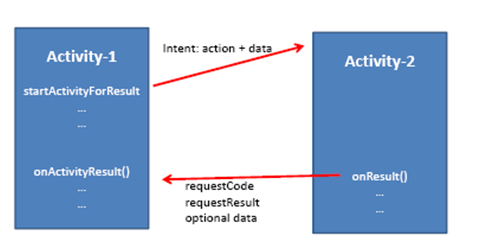 Activity-1
startActivityForResult
...
...
onActivityResult()
...
...
Intent: action + data
Activity-2
onResult()
...
...
requestCode
requestResult
optional data